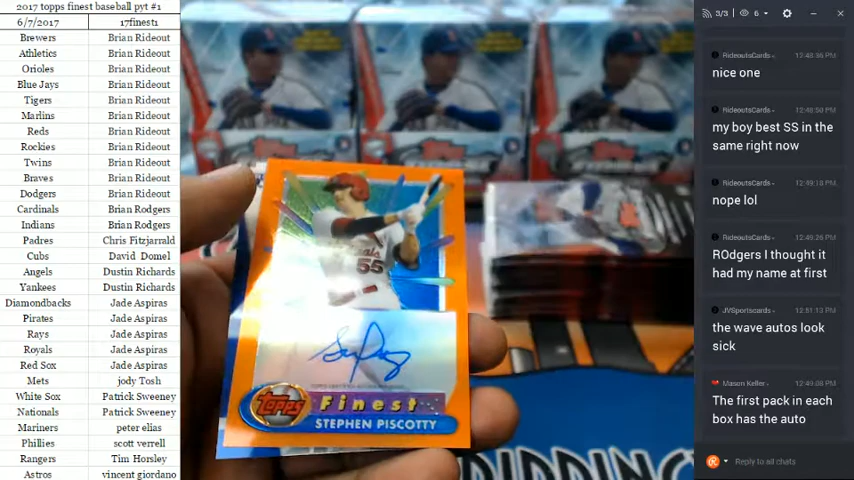 2017 topps finest baseball pyt #1
6/7/2017 17finest1
Brewers Brian Rideout
Athletics Brian Rideout
Orioles Brian Rideout
Blue Jays Brian Rideout
Tigers Brian Rideout
Marlins Brian Rideout
Reds Brian Rideout
Rockies Brian Rideout
Twins Brian Rideout
Braves Brian Rideout
Dodgers Brian Rideout
Cardinals Brian Rodgers
Indians Brian Rodgers
Padres Chris Fitzjarrald
Cubs David Domel
Angels Dustin Richards
Yankees Dustin Richards
Diamondbacks Jade Aspiras
Pirates Jade Aspiras
Rays Jade Aspiras
Royals Jade Aspiras
Red Sox Jade Aspiras
Mets jody Tosh
White Sox Patrick Sweeney
Nationals Patrick Sweeney
Mariners peter elias
Phillies scott verrell
Rangers Tim Horsley
Astros vincent giordano
55
TOPPS CERTIFIED AUTOGRAPH ISSUE
Topps Finest
STEPHEN PISCOTTY
3/3 6
RideoutsCards 12:48:36 PM
nice one
RideoutsCards 12:48:50 PM
my boy best SS in the
same right now
RideoutsCards 12:49:18 PM
nope lol
RideoutsCards 12:49:26 PM
ROdgers I thought it
had my name at first
JVSportscards 12:51:13 PM
the wave autos look
sick
Mason Keller 12:49:08 PM
The first pack in each
box has the auto
Reply to all chats